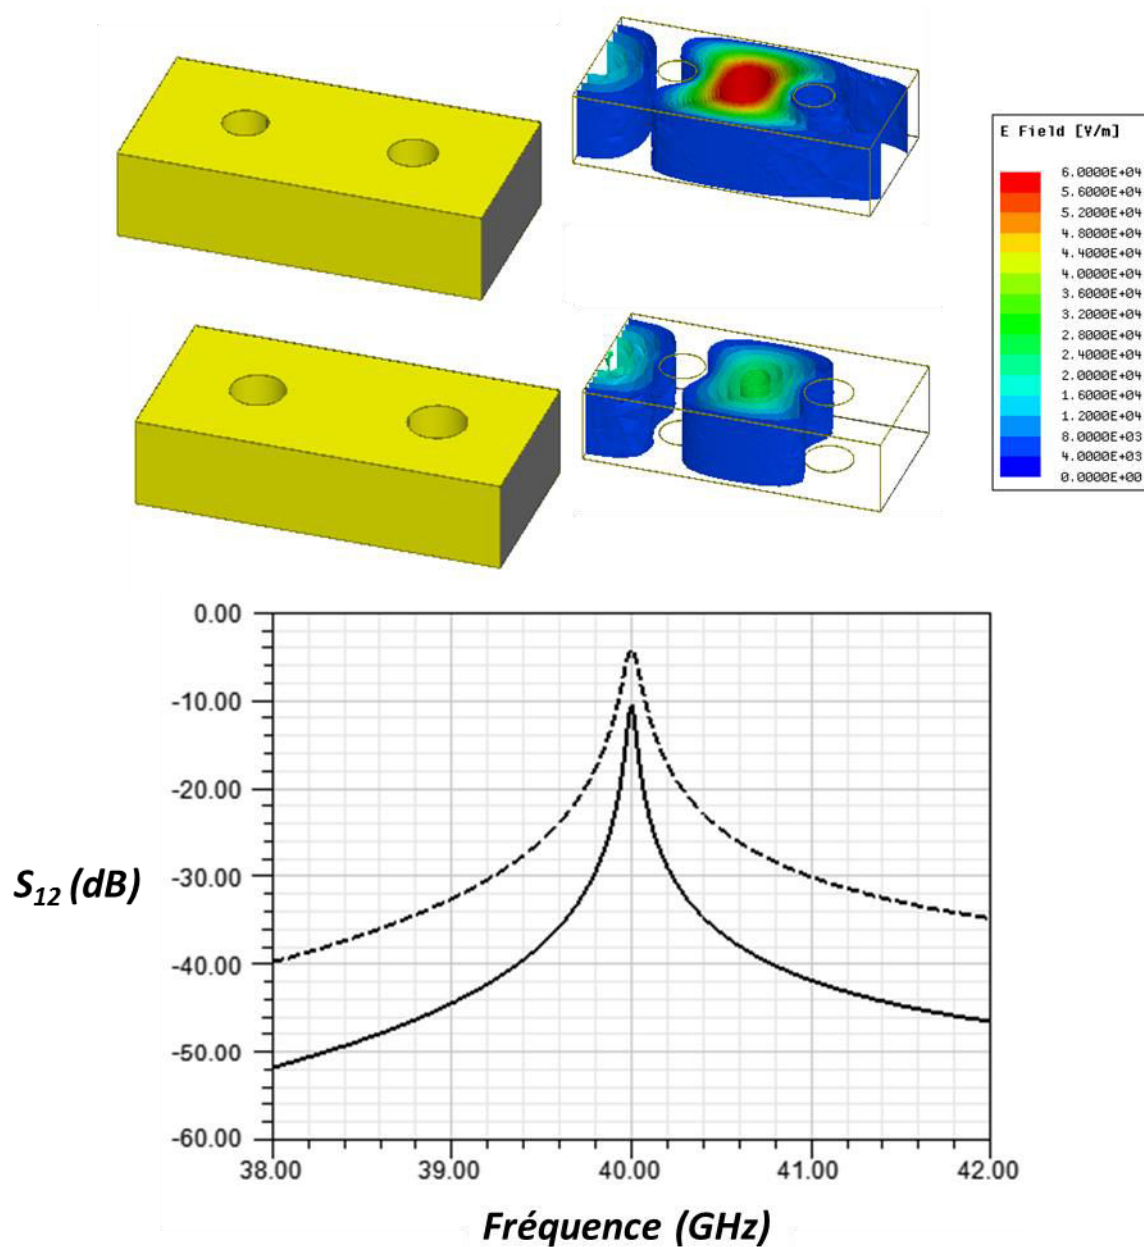 E Field [V/m]
6.0000E+04
5.6000E+04
5.2000E+04
4.8000E+04
4.4000E+04
4.0000E+04
3.6000E+04
3.2000E+04
2.8000E+04
2.4000E+04
2.0000E+04
1.6000E+04
1.2000E+04
8.0000E+03
4.0000E+03
0.0000E+00
0.00
-10.00
-20.00
-30.00
-40.00
-50.00
-60.00
S12 (dB)
38.00 39.00 40.00 41.00 42.00
Fréquence (GHz)